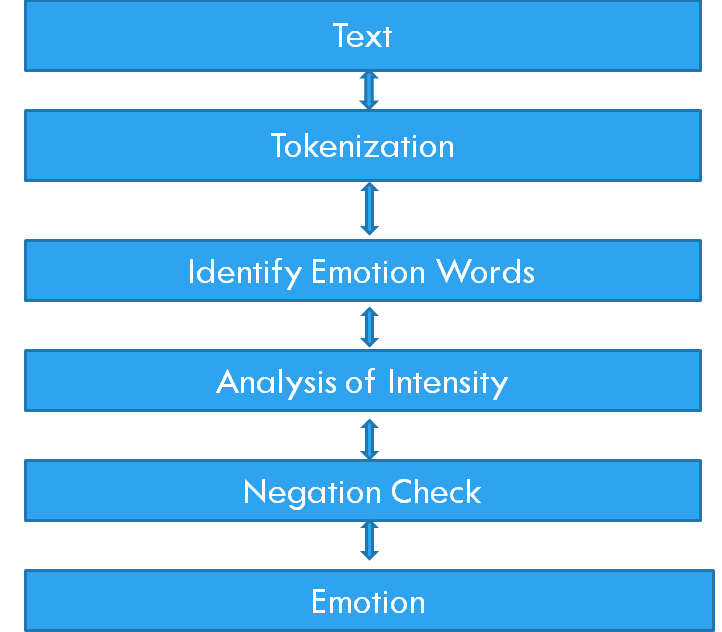 Text
Tokenization
Identify Emotion Words
Analysis of Intensity
Negation Check
Emotion